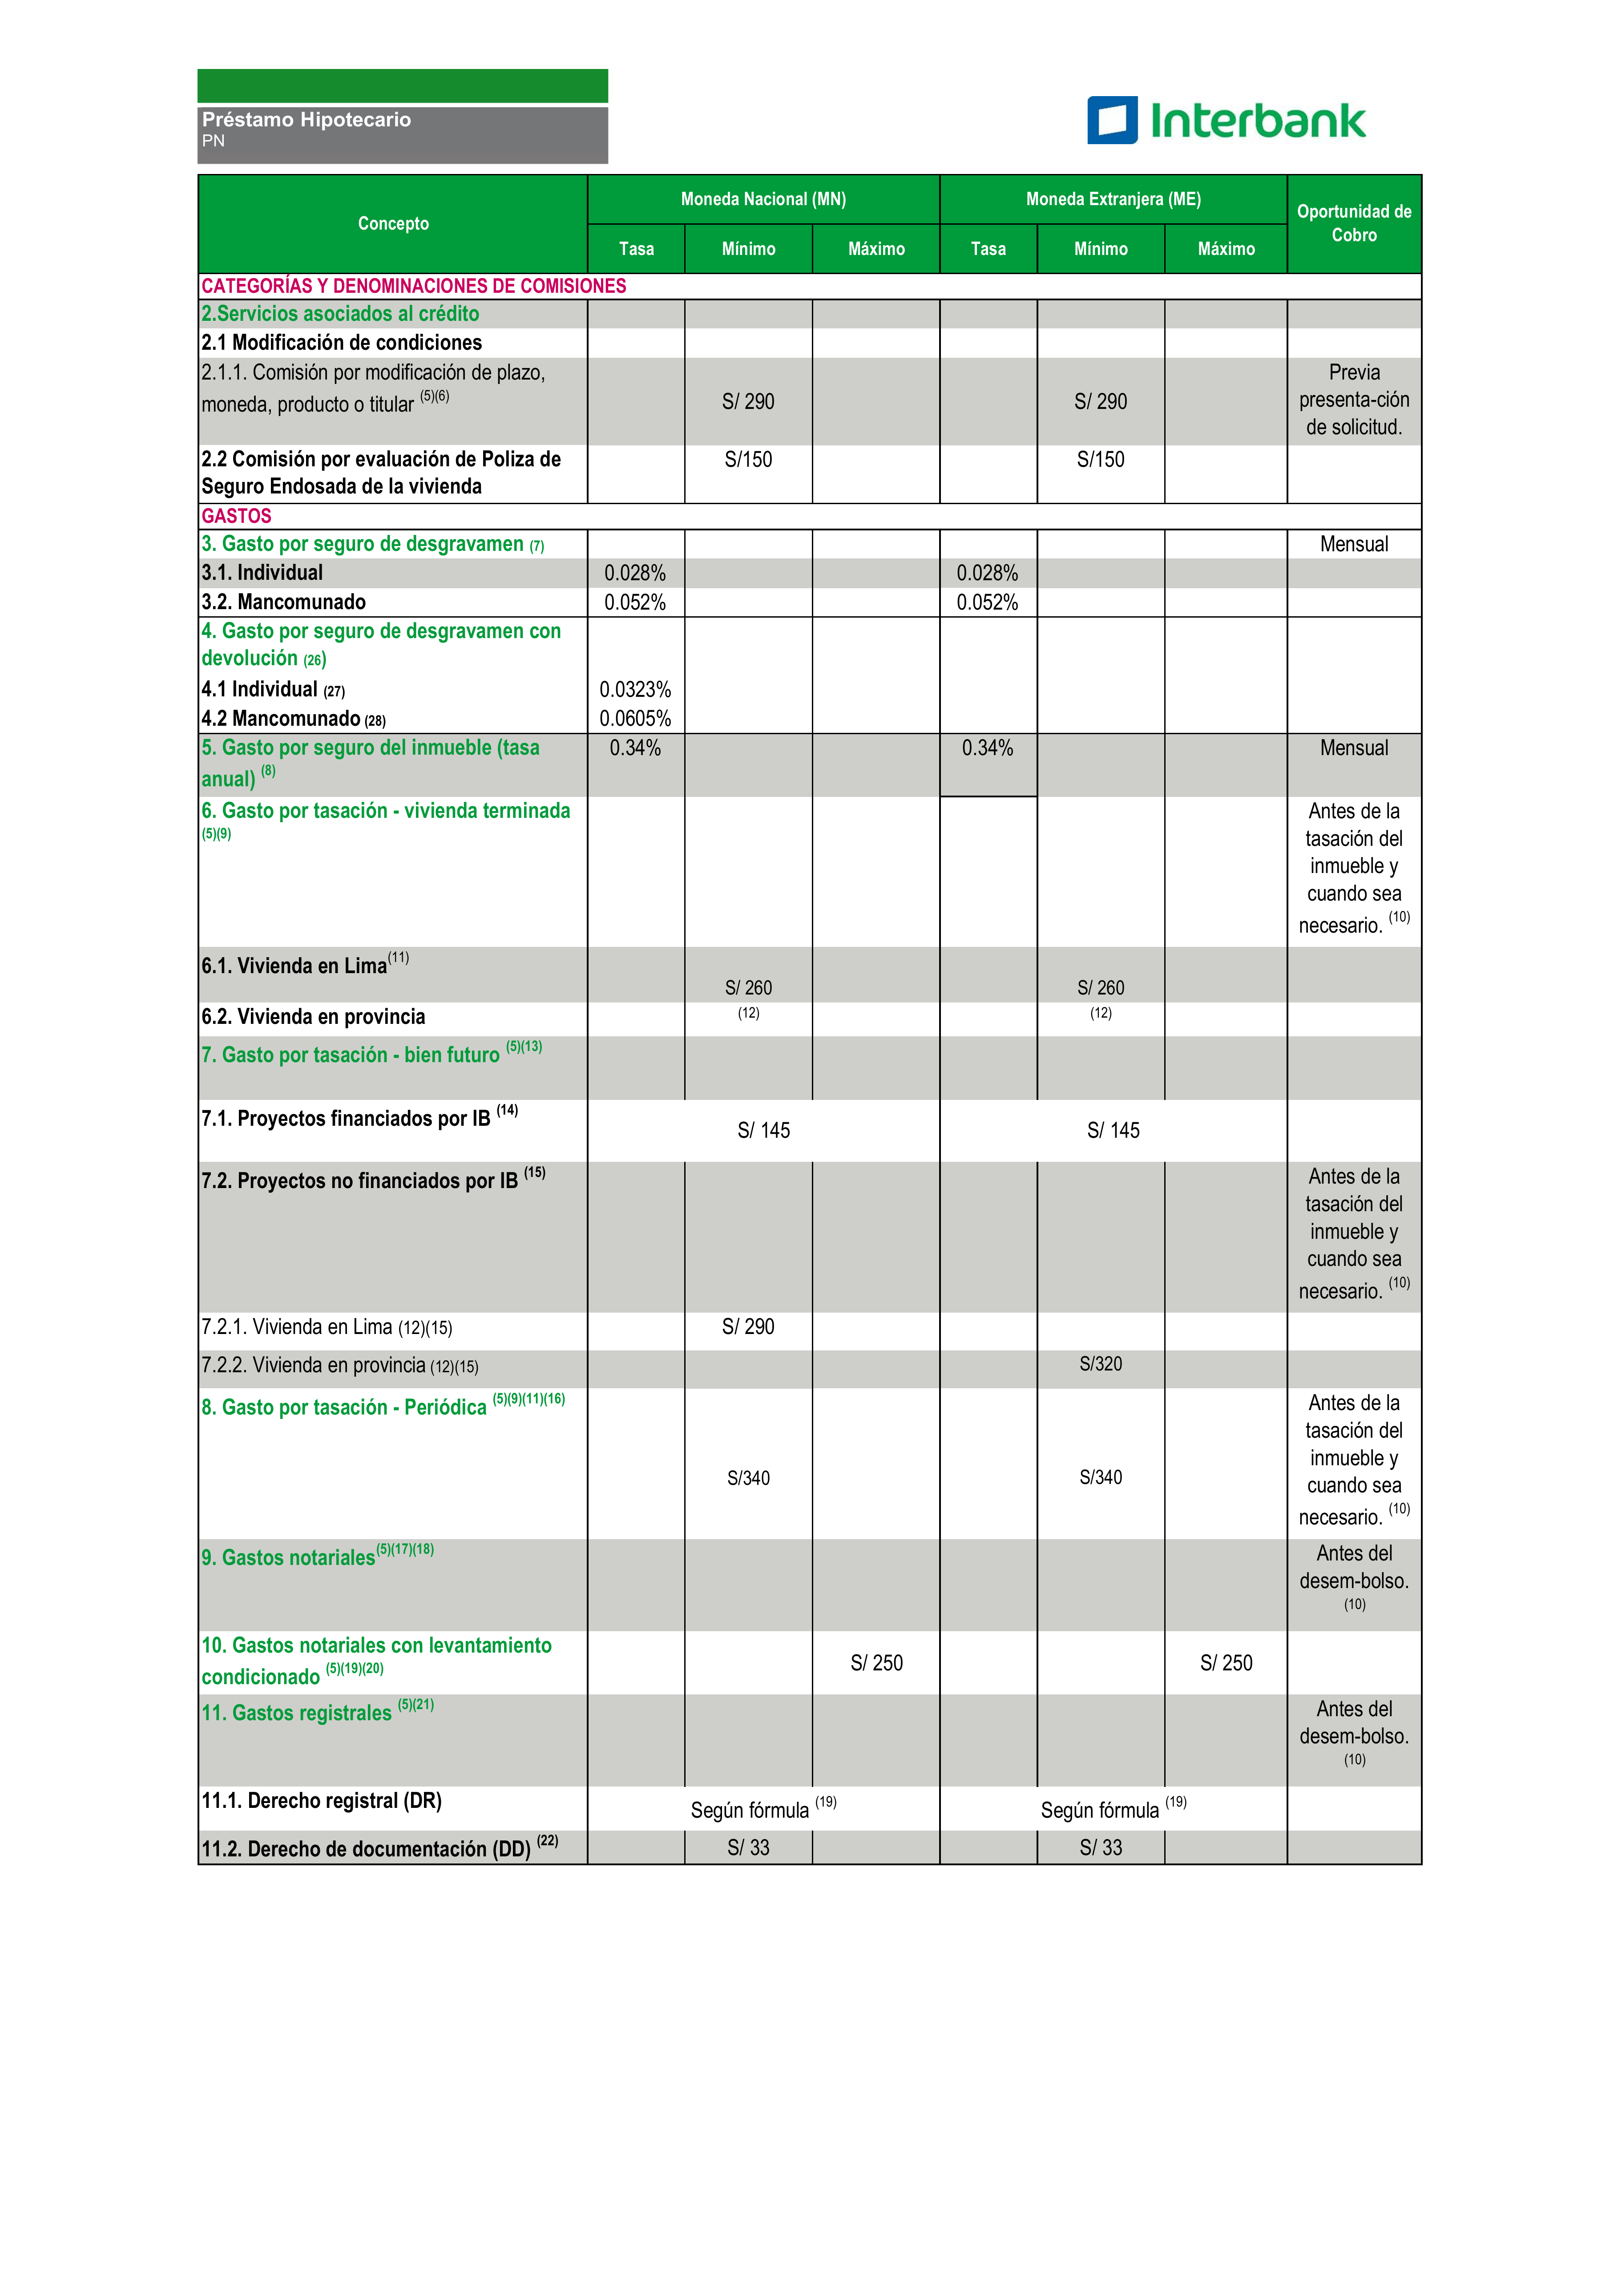 Préstamo Hipotecario
PN
Interbank
Concepto
Moneda Nacional (MN)
Moneda Extranjera (ME)
Oportunidad de
Cobro
Tasa
Mínimo
Máximo
Tasa
Mínimo
Máximo
CATEGORÍAS Y DENOMINACIONES DE COMISIONES
2.Servicios asociados al crédito
2.1 Modificación de condiciones
2.1.1. Comisión por modificación de plazo,
moneda, producto o titular (5)(6)
S/ 290
S/ 290
Previa
presenta-ción
de solicitud.
2.2 Comisión por evaluación de Poliza de
Seguro Endosada de la vivienda
S/150
S/150
GASTOS
3. Gasto por seguro de desgravamen (7)
Mensual
3.1. Individual
0.028%
0.028%
3.2. Mancomunado
0.052%
0.052%
4. Gasto por seguro de desgravamen con
devolución (26)
4.1 Individual (27)
0.0323%
4.2 Mancomunado (28)
0.0605%
5. Gasto por seguro del inmueble (tasa
anual) (8)
0.34%
0.34%
Mensual
6. Gasto por tasación - vivienda terminada
(5)(9)
Antes de la
tasación del
inmueble y
cuando sea
necesario. (10)
6.1. Vivienda en Lima(11)
S/ 260
S/ 260
6.2. Vivienda en provincia
(12)
(12)
7. Gasto por tasación - bien futuro (5)(13)
7.1. Proyectos financiados por IB (14)
S/ 145
S/ 145
7.2. Proyectos no financiados por IB (15)
Antes de la
tasación del
inmueble y
cuando sea
necesario. (10)
7.2.1. Vivienda en Lima (12)(15)
S/ 290
7.2.2. Vivienda en provincia (12)(15)
S/320
8. Gasto por tasación - Periódica (5)(9)(11)(16)
S/340
S/340
Antes de la
tasación del
inmueble y
cuando sea
necesario. (10)
9. Gastos notariales(5)(17)(18)
Antes del
desem-bolso.
(10)
10. Gastos notariales con levantamiento
condicionado (5)(19)(20)
S/ 250
S/ 250
11. Gastos registrales (5)(21)
Antes del
desem-bolso.
(10)
11.1. Derecho registral (DR)
Según fórmula (19)
Según fórmula (19)
11.2. Derecho de documentación (DD) (22)
S/ 33
S/ 33